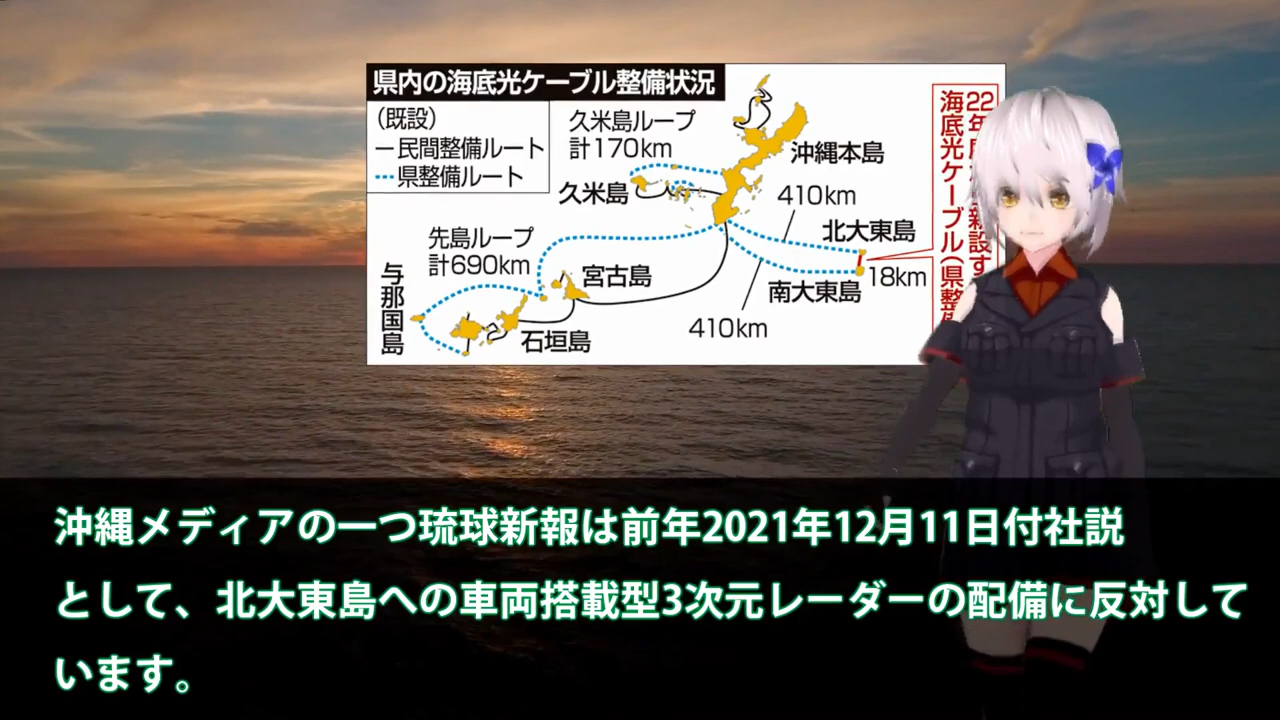 県内の海底光ケーブル整備状況
(既設)
民間整備ルート
県整備ルート
久米島ループ
計170km
久米島
沖縄本島
410km
北大東島
先島ループ
計690km
与那国島
宮古島
18km
南大東島
410km
石垣島
22年
新設す
海底光ケーブル(県整
沖縄メディアの一つ琉球新報は前年2021年12月11日付社説
として、北大東島への車両搭載型3次元レーダーの配備に反対して
います。